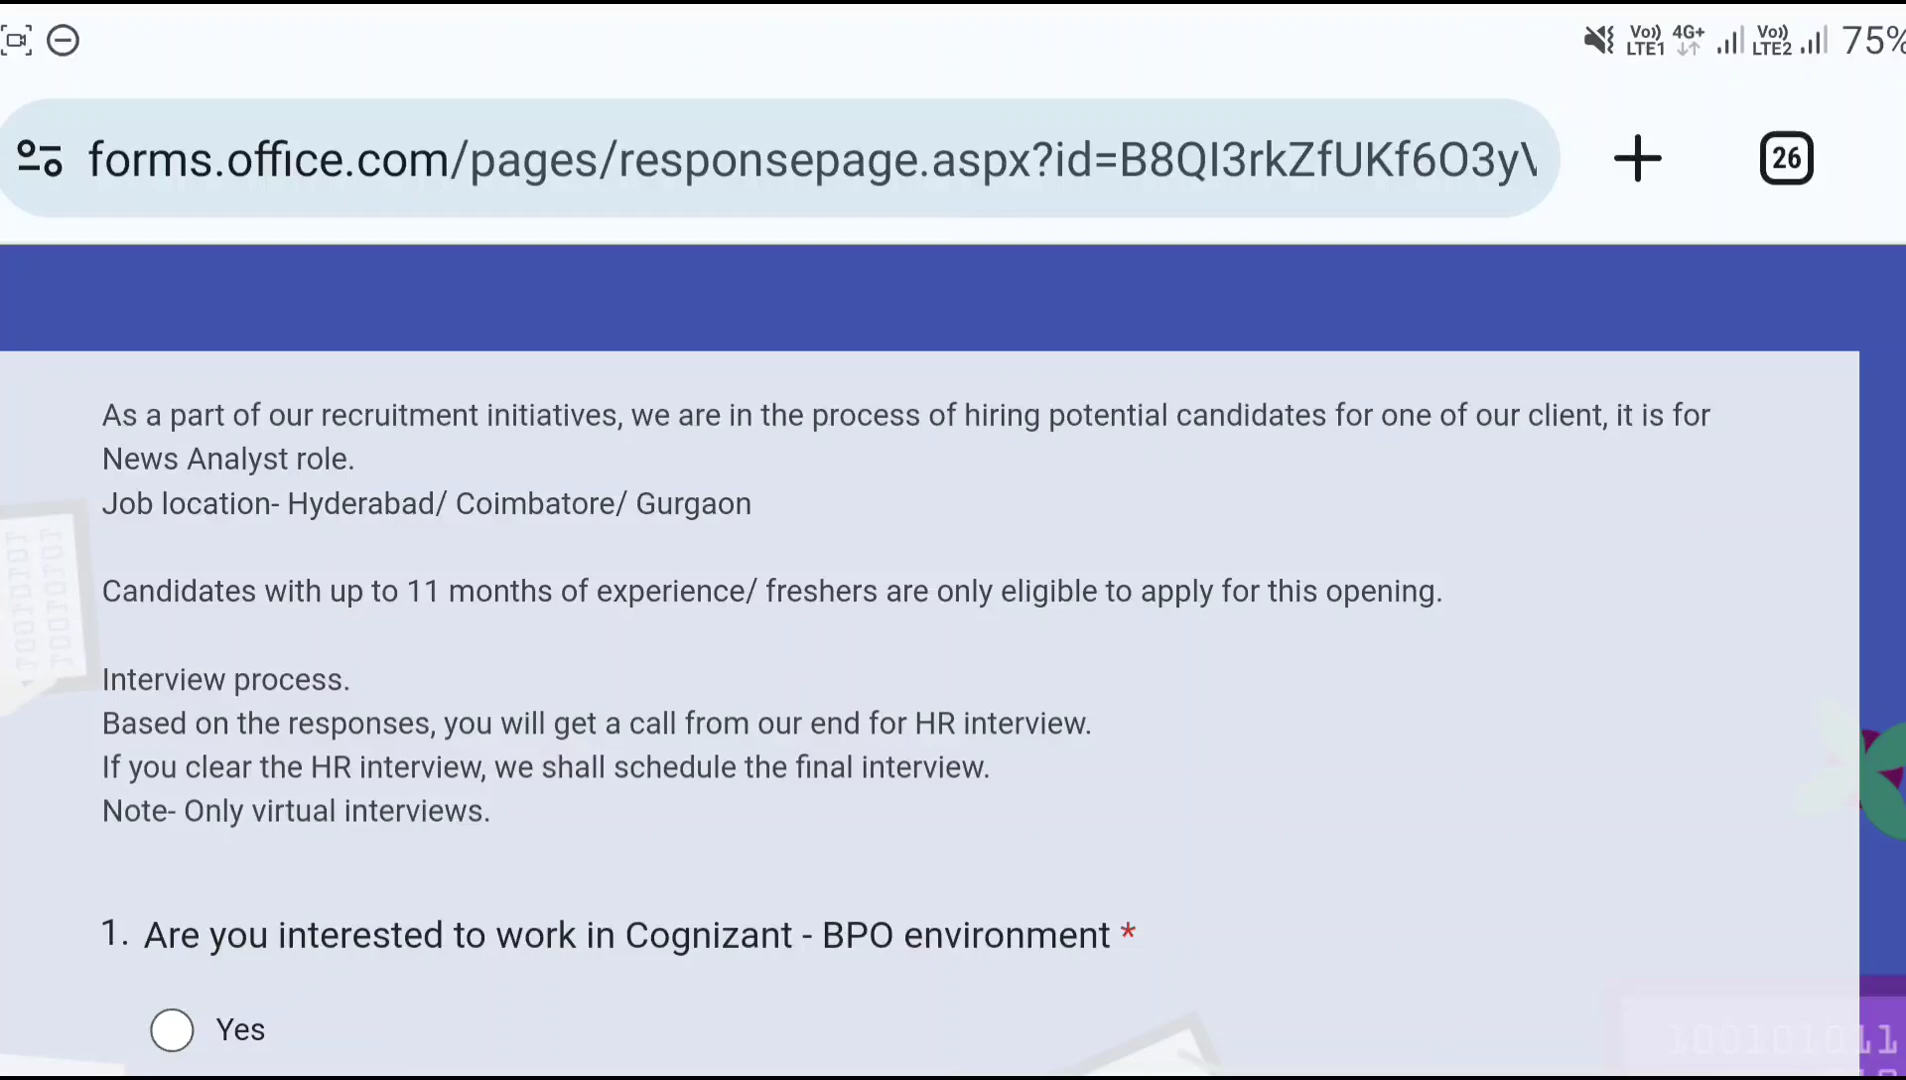 Vo)) LTE1 4G+ Vo)) LTE2 75%
forms.office.com/pages/responsepage.aspx?id=B8QI3rkZfUKf6O3y
26
As a part of our recruitment initiatives, we are in the process of hiring potential candidates for one of our client, it is for
News Analyst role.
Job location- Hyderabad/ Coimbatore/ Gurgaon
Candidates with up to 11 months of experience/ freshers are only eligible to apply for this opening.
Interview process.
Based on the responses, you will get a call from our end for HR interview.
If you clear the HR interview, we shall schedule the final interview.
Note- Only virtual interviews.
1. Are you interested to work in Cognizant - BPO environment *
Yes